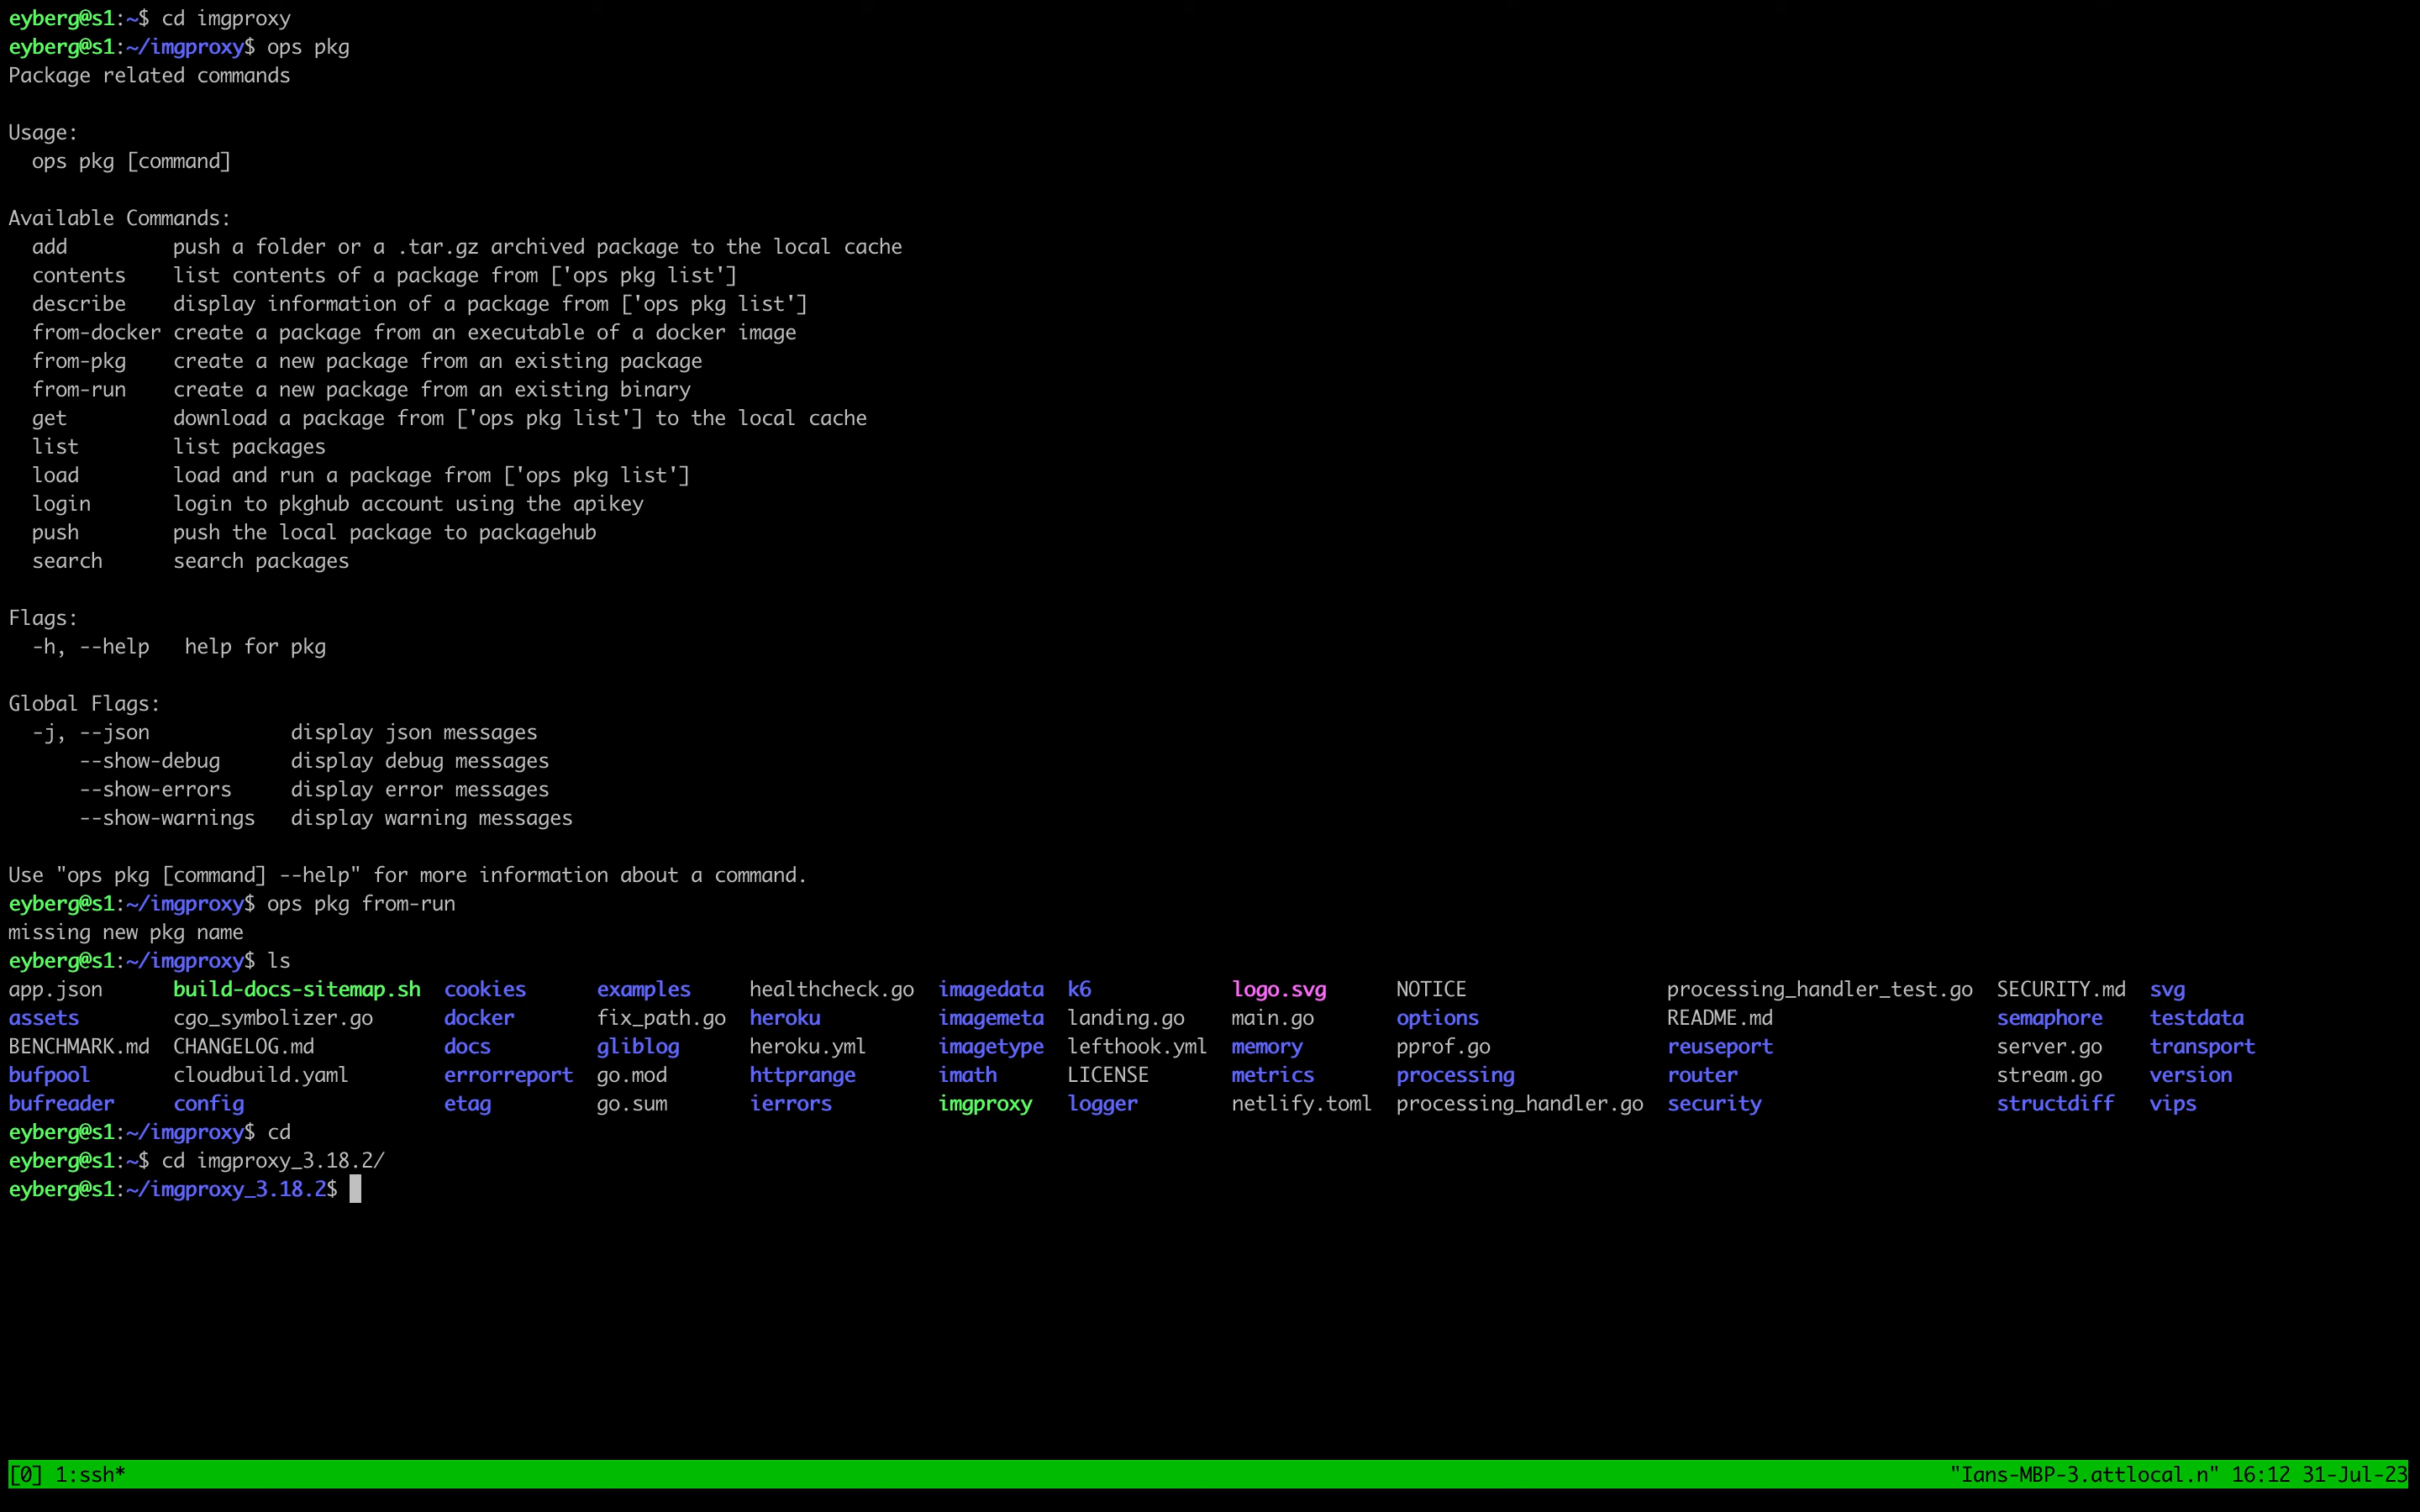 eyberg@s1:~$ cd imgproxy
eyberg@s1:~/imgproxy$ ops pkg
Package related commands

Usage:
  ops pkg [command]

Available Commands:
  add         push a folder or a .tar.gz archived package to the local cache
  contents    list contents of a package from ['ops pkg list']
  describe    display information of a package from ['ops pkg list']
  from-docker create a package from an executable of a docker image
  from-pkg    create a new package from an existing package
  from-run    create a new package from an existing binary
  get         download a package from ['ops pkg list'] to the local cache
  list        list packages
  load        load and run a package from ['ops pkg list']
  login       login to pkghub account using the apikey
  push        push the local package to packagehub
  search      search packages

Flags:
  -h, --help   help for pkg

Global Flags:
  -j, --json            display json messages
      --show-debug      display debug messages
      --show-errors     display error messages
      --show-warnings   display warning messages

Use "ops pkg [command] --help" for more information about a command.
eyberg@s1:~/imgproxy$ ops pkg from-run
missing new pkg name
eyberg@s1:~/imgproxy$ ls
app.json      build-docs-sitemap.sh  cookies      examples     healthcheck.go  imagedata  k6            logo.svg      NOTICE                 processing_handler_test.go  SECURITY.md  svg
assets        cgo_symbolizer.go      docker       fix_path.go  heroku          imagemeta  landing.go    main.go       options                README.md                   semaphore    testdata
BENCHMARK.md  CHANGELOG.md           docs         gliblog      heroku.yml      imagetype  lefthook.yml  memory        pprof.go               reuseport                   server.go    transport
bufpool       cloudbuild.yaml        errorreport  go.mod       httprange       imath      LICENSE       metrics       processing             router                      stream.go    version
bufreader     config                 etag         go.sum       ierrors         imgproxy   logger        netlify.toml  processing_handler.go  security                    structdiff   vips
eyberg@s1:~/imgproxy$ cd
eyberg@s1:~$ cd imgproxy_3.18.2/
eyberg@s1:~/imgproxy_3.18.2$
[0] 1:ssh* "Ians-MBP-3.attlocal.n" 16:12 31-Jul-23